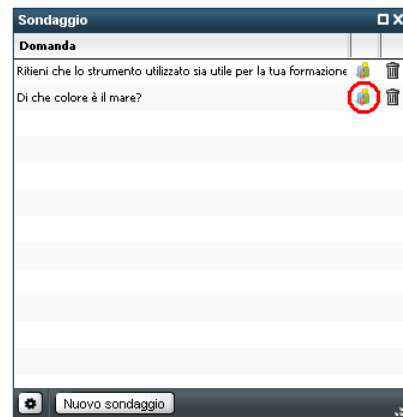 Sondaggio
Domanda
Ritieni che lo strumento utilizzato sia utile per la tua formazione
Di che colore è il mare?
Nuovo sondaggio